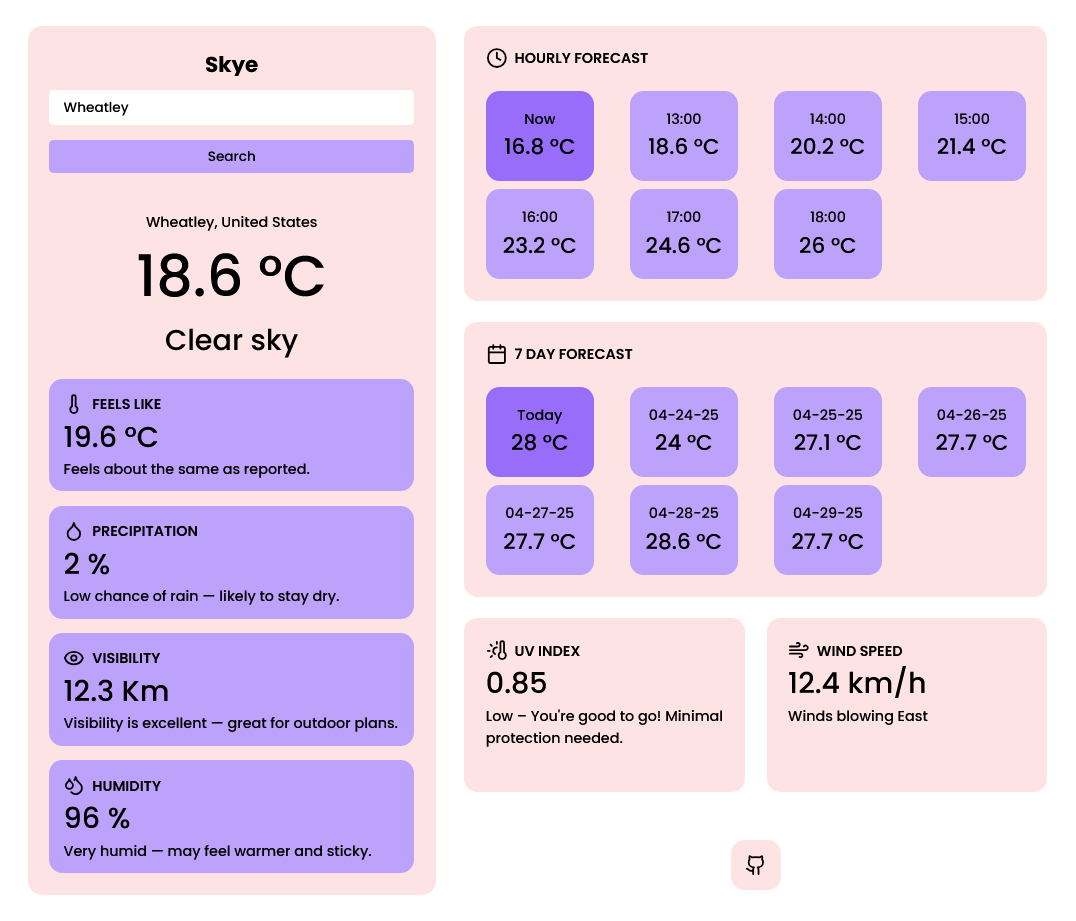 Skye
Wheatley
Search
Wheatley, United States
18.6 °C
Clear sky
FEELS LIKE
19.6 °C
Feels about the same as reported.
PRECIPITATION
2 %
Low chance of rain — likely to stay dry.
VISIBILITY
12.3 Km
Visibility is excellent — great for outdoor plans.
HUMIDITY
96 %
Very humid — may feel warmer and sticky.
HOURLY FORECAST
Now
16.8 °C
13:00
18.6 °C
14:00
20.2 °C
15:00
21.4 °C
16:00
23.2 °C
17:00
24.6 °C
18:00
26 °C
7 DAY FORECAST
Today
28 °C
04-24-25
24 °C
04-25-25
27.1 °C
04-26-25
27.7 °C
04-27-25
27.7 °C
04-28-25
28.6 °C
04-29-25
27.7 °C
UV INDEX
0.85
Low – You're good to go! Minimal
protection needed.
WIND SPEED
12.4 km/h
Winds blowing East